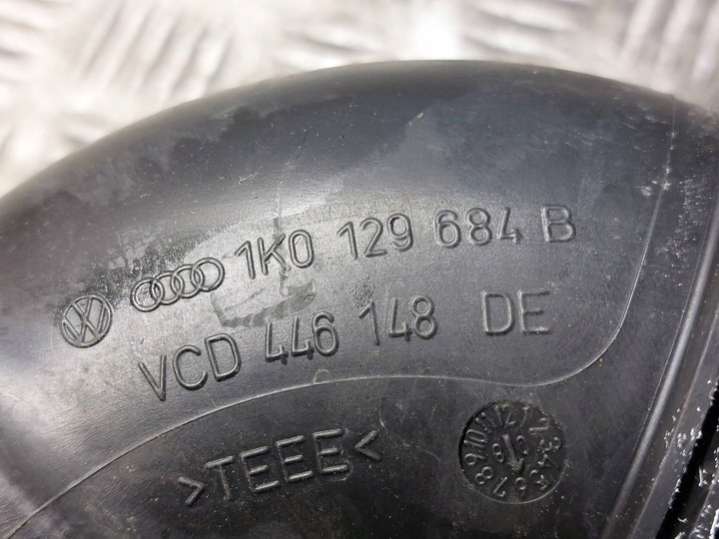 1K0 129 684 B
VCD 446 148 DE
>TEEE<